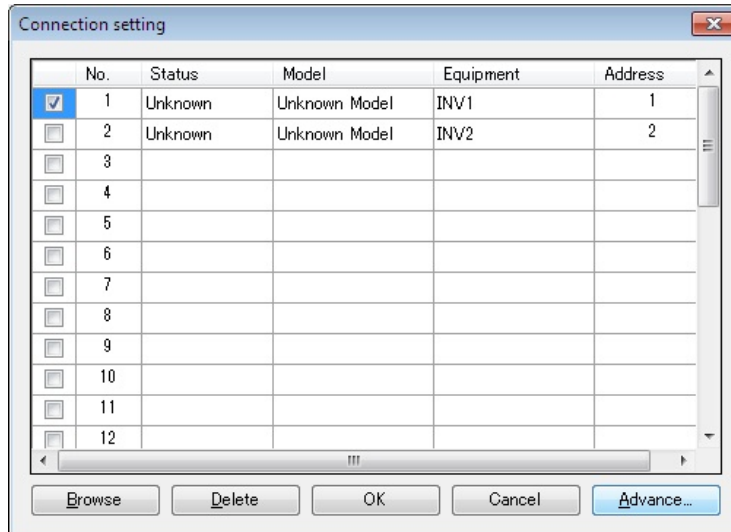 Connection setting
No. Status Model Equipment Address
1 Unknown Unknown Model INV1 1
2 Unknown Unknown Model INV2 2
3
4
5
6
7
8
9
10
11
12
Browse Delete OK Cancel Advance...